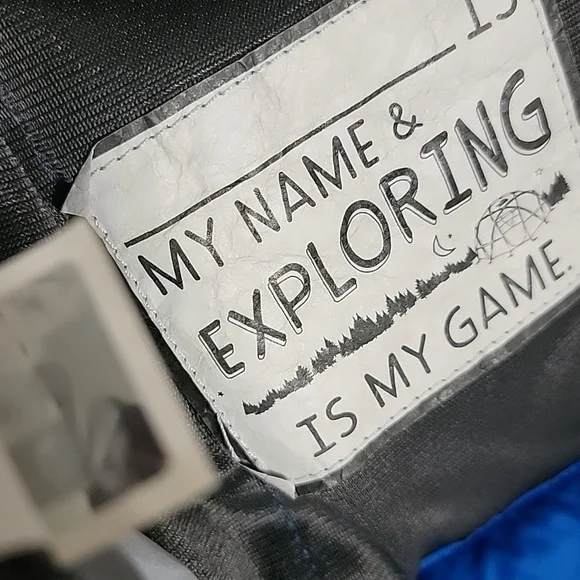 IS
MY NAME &
EXPLORING
IS MY GAME.